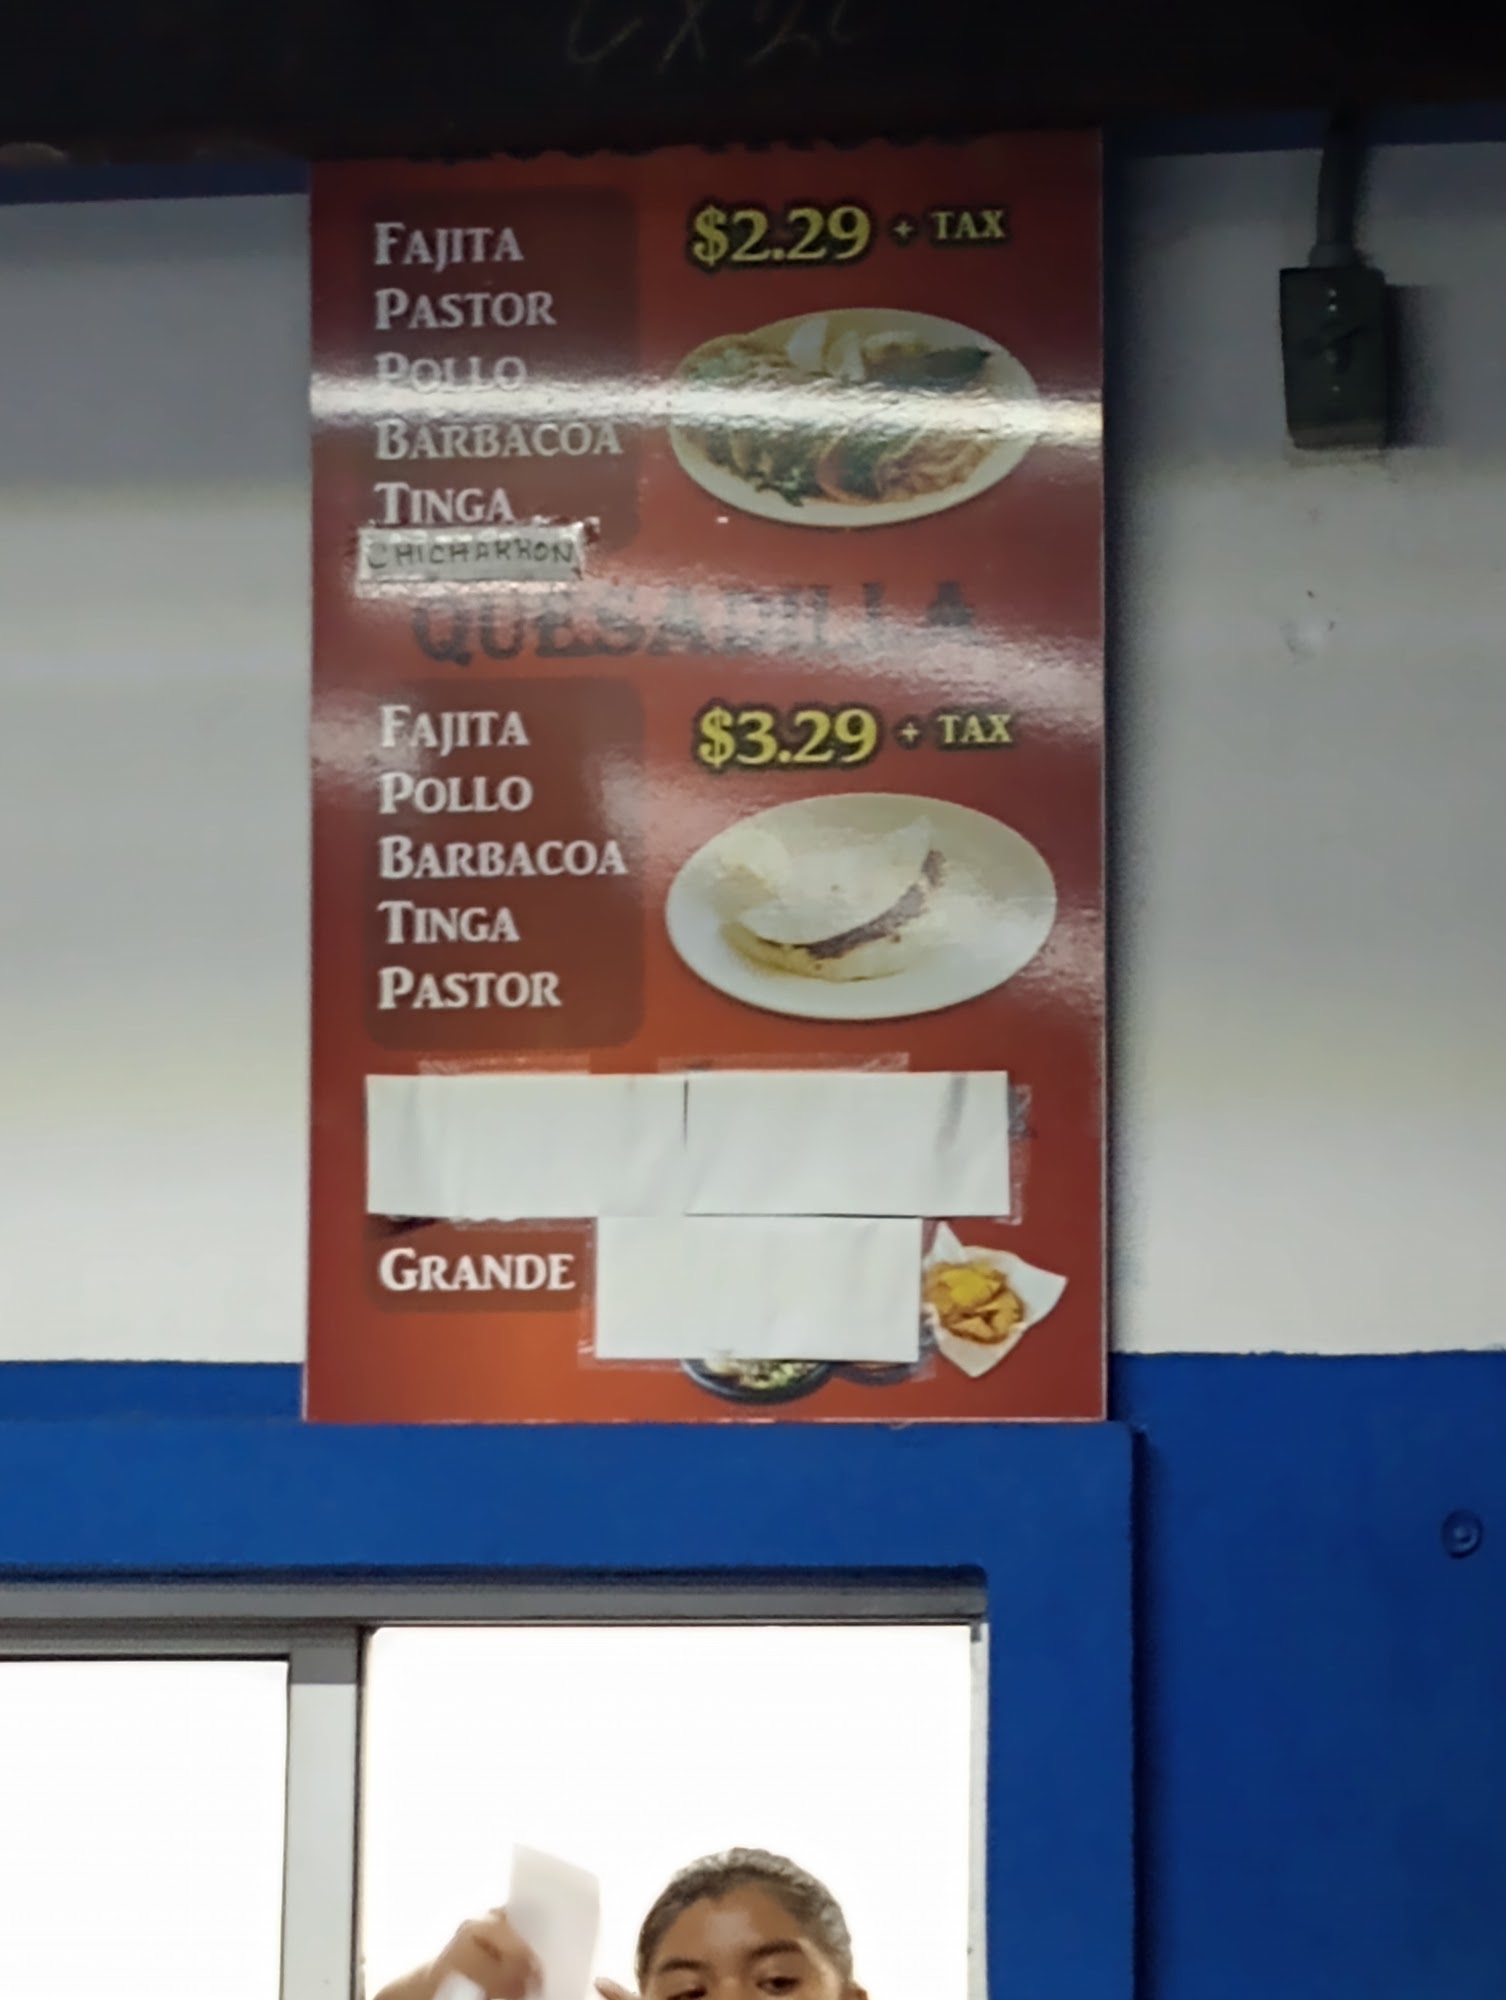 FAJITA
$2.29 + TAX
PASTOR
POLLO
BARBACOA
TINGA
CHICHARRON
QUESADILLA
FAJITA
$3.29 + TAX
POLLO
BARBACOA
TINGA
PASTOR
GRANDE